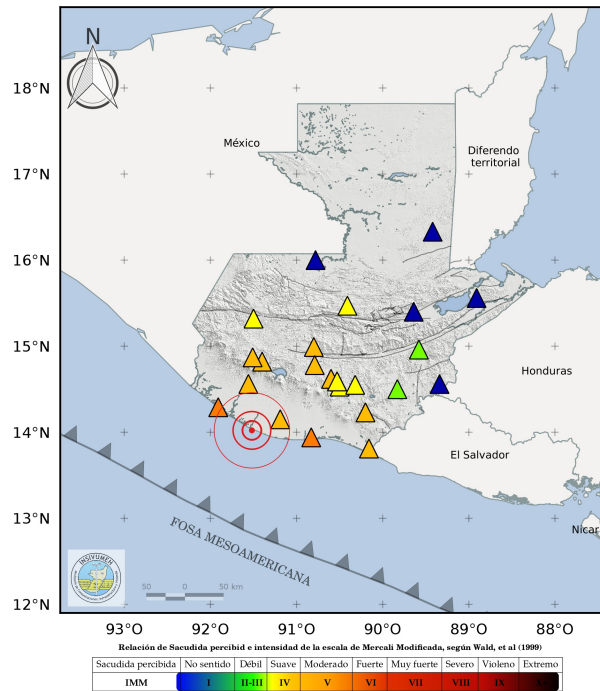 N
18°N
17°N
16°N
15°N
14°N
13°N
12°N
México
Diferendo
territorial
Honduras
El Salvador
Nicar
FOSA MESOAMERICANA
INSIVUMEH
50 0 50 km
93°O 92°O 91°O 90°O 89°O 88°O
Relación de Sacudida percibid e intensidad de la escala de Mercali Modificada, según Wald, et al (1999)
Sacudida percibida No sentido Débil Suave Moderado Fuerte Muy fuerte Severo Violeno Extremo
IMM I II-III IV V VI VII VIII IX X+